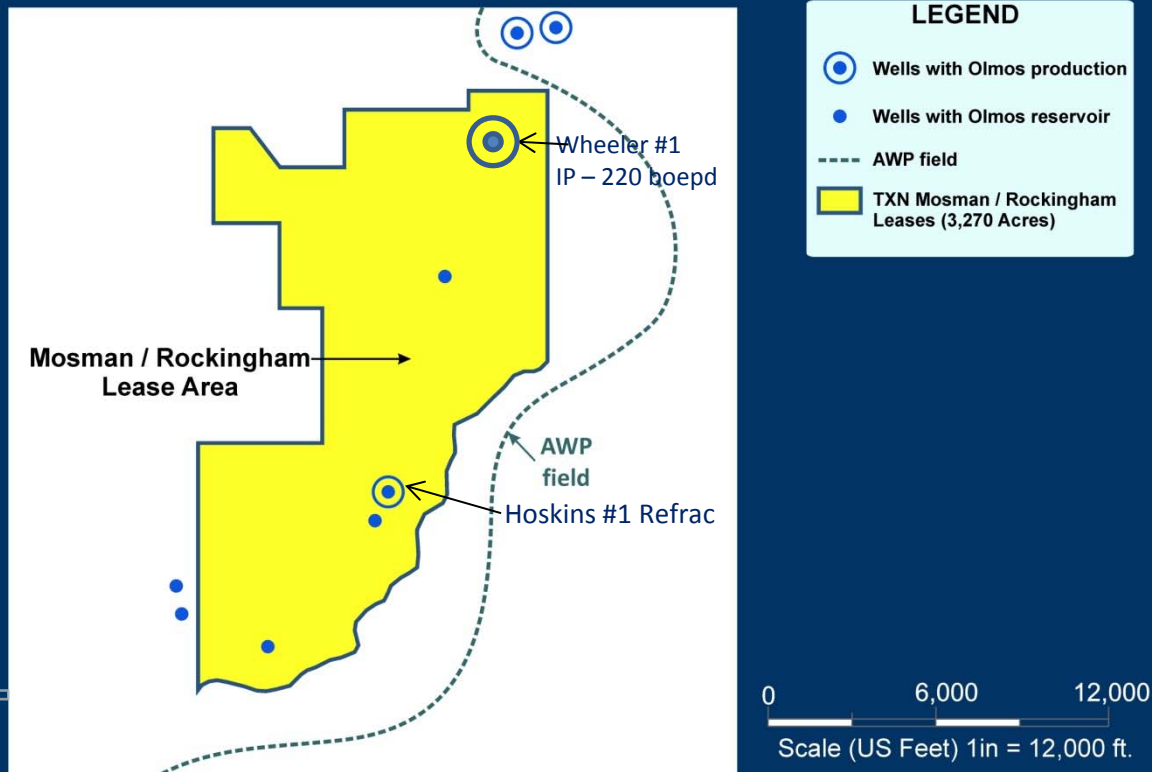 LEGEND
Wells with Olmos production
Wells with Olmos reservoir
AWP field
TXN Mosman / Rockingham
Leases (3,270 Acres)
Wheeler #1
IP – 220 boepd
Mosman / Rockingham
Lease Area
AWP
field
Hoskins #1 Refrac
0 6,000 12,000
Scale (US Feet) 1in = 12,000 ft.